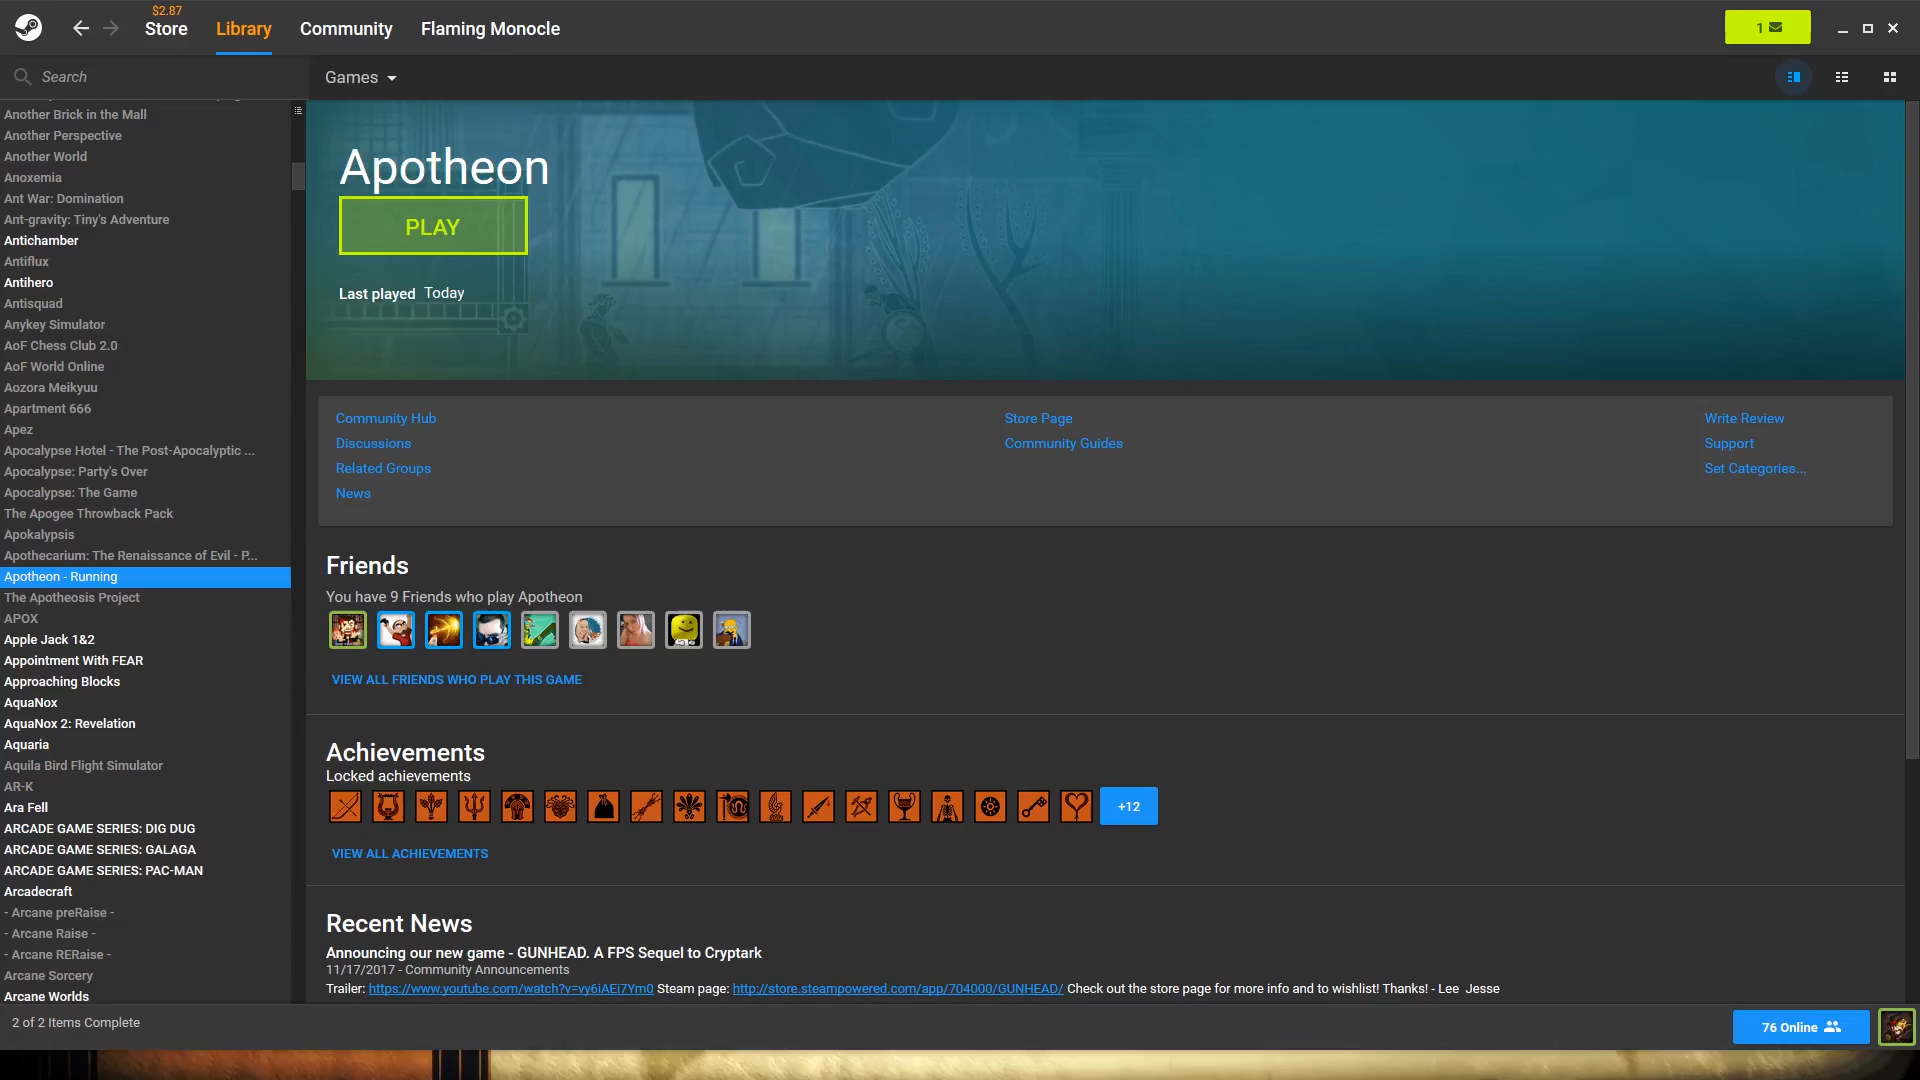 $2.87
Store
Library
Community
Flaming Monocle
1
Search
Games
Another Brick in the Mall
Another Perspective
Another World
Anoxemia
Ant War: Domination
Ant-gravity: Tiny's Adventure
Antichamber
Antiflux
Antihero
Antisquad
Anykey Simulator
AoF Chess Club 2.0
AoF World Online
Aozora Meikyuu
Apartment 666
Apez
Apocalypse Hotel - The Post-Apocalyptic ...
Apocalypse: Party's Over
Apocalypse: The Game
The Apogee Throwback Pack
Apokalypsis
Apothecarium: The Renaissance of Evil - P...
Apotheon - Running
The Apotheosis Project
APOX
Apple Jack 1&2
Appointment With FEAR
Approaching Blocks
AquaNox
AquaNox 2: Revelation
Aquaria
Aquila Bird Flight Simulator
AR-K
Ara Fell
ARCADE GAME SERIES: DIG DUG
ARCADE GAME SERIES: GALAGA
ARCADE GAME SERIES: PAC-MAN
Arcadecraft
- Arcane preRaise -
- Arcane Raise -
- Arcane RERaise -
Arcane Sorcery
Arcane Worlds
Apotheon
PLAY
Last played Today
Community Hub
Discussions
Related Groups
News
Store Page
Community Guides
Write Review
Support
Set Categories...
Friends
You have 9 Friends who play Apotheon
VIEW ALL FRIENDS WHO PLAY THIS GAME
Achievements
Locked achievements
+12
VIEW ALL ACHIEVEMENTS
Recent News
Announcing our new game - GUNHEAD. A FPS Sequel to Cryptark
11/17/2017 - Community Announcements
Trailer: https://www.youtube.com/watch?v=vy6iAEi7Ym0 Steam page: http://store.steampowered.com/app/704000/GUNHEAD/ Check out the store page for more info and to wishlist! Thanks! - Lee Jesse
2 of 2 Items Complete
76 Online